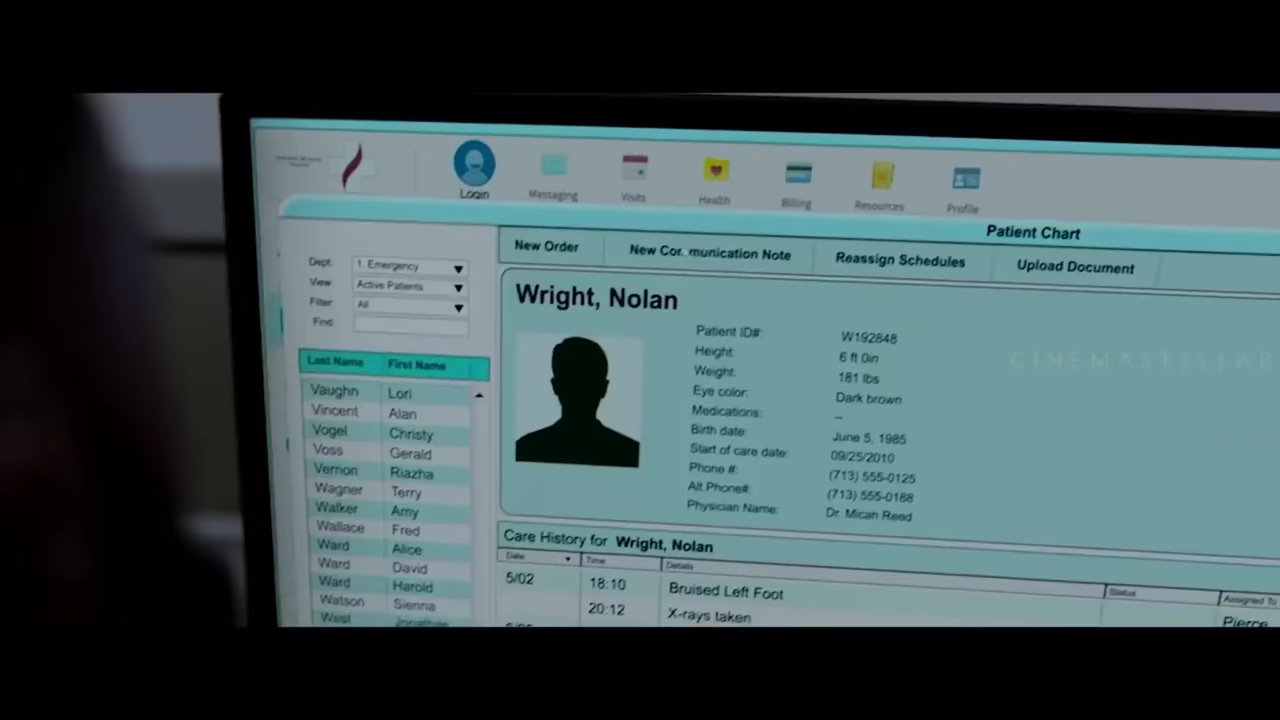 Login
Messaging
Visits
Health
Billing
Resources
Profile
Patient Chart
New Order
New Cor..munication Note
Reassign Schedules
Upload Document
Dept: 1. Emergency
View: Active Patients
Filter: All
Find:
Last Name First Name
Vaughn Lori
Vincent Alan
Vogel Christy
Voss Gerald
Vernon Riazha
Wagner Terry
Walker Amy
Wallace Fred
Ward Alice
Ward David
Ward Harold
Watson Sienna
West Jonathan
Wright, Nolan
Patient ID#: W192848
Height: 6 ft 0in
Weight: 181 lbs
Eye color: Dark brown
Medications: --
Birth date: June 5, 1985
Start of care date: 09/25/2010
Phone #: (713) 555-0125
Alt Phone#: (713) 555-0188
Physician Name: Dr. Micah Reed
CINEMASTELLAR
Care History for Wright, Nolan
Date Time Details Status Assigned To
5/02 18:10 Bruised Left Foot
20:12 X-rays taken Pierce